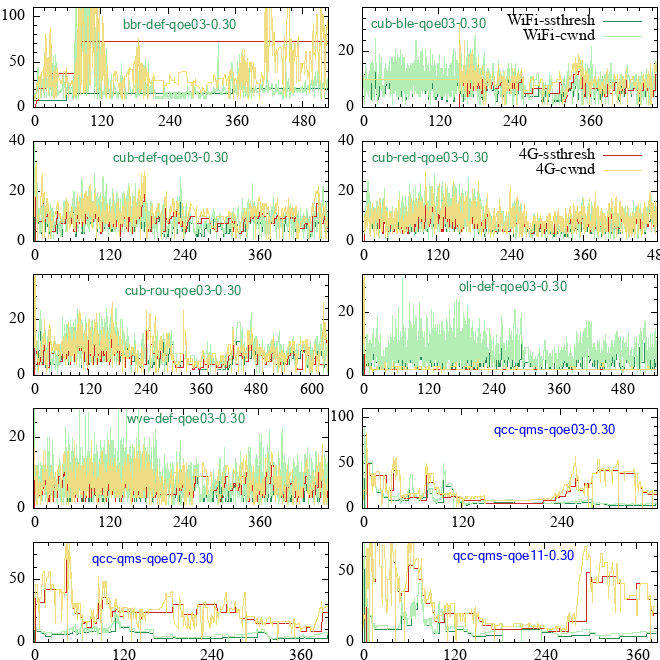 100
50
0
bbr-def-qoe03-0.30
0 120 240 360 480
20
0
cub-ble-qoe03-0.30
WiFi-ssthresh
WiFi-cwnd
0 120 240 360
40
20
0
cub-def-qoe03-0.30
0 120 240 360
40
20
0
cub-red-qoe03-0.30
4G-ssthresh
4G-cwnd
0 120 240 360
20
0
cub-rou-qoe03-0.30
0 120 240 360 480 600
20
0
oli-def-qoe03-0.30
0 120 240 360 480
20
0
wve-def-qoe03-0.30
0 120 240 360
100
50
0
qcc-qms-qoe03-0.30
0 120 240
50
0
qcc-qms-qoe07-0.30
0 120 240 360
50
0
qcc-qms-qoe11-0.30
0 120 240 360